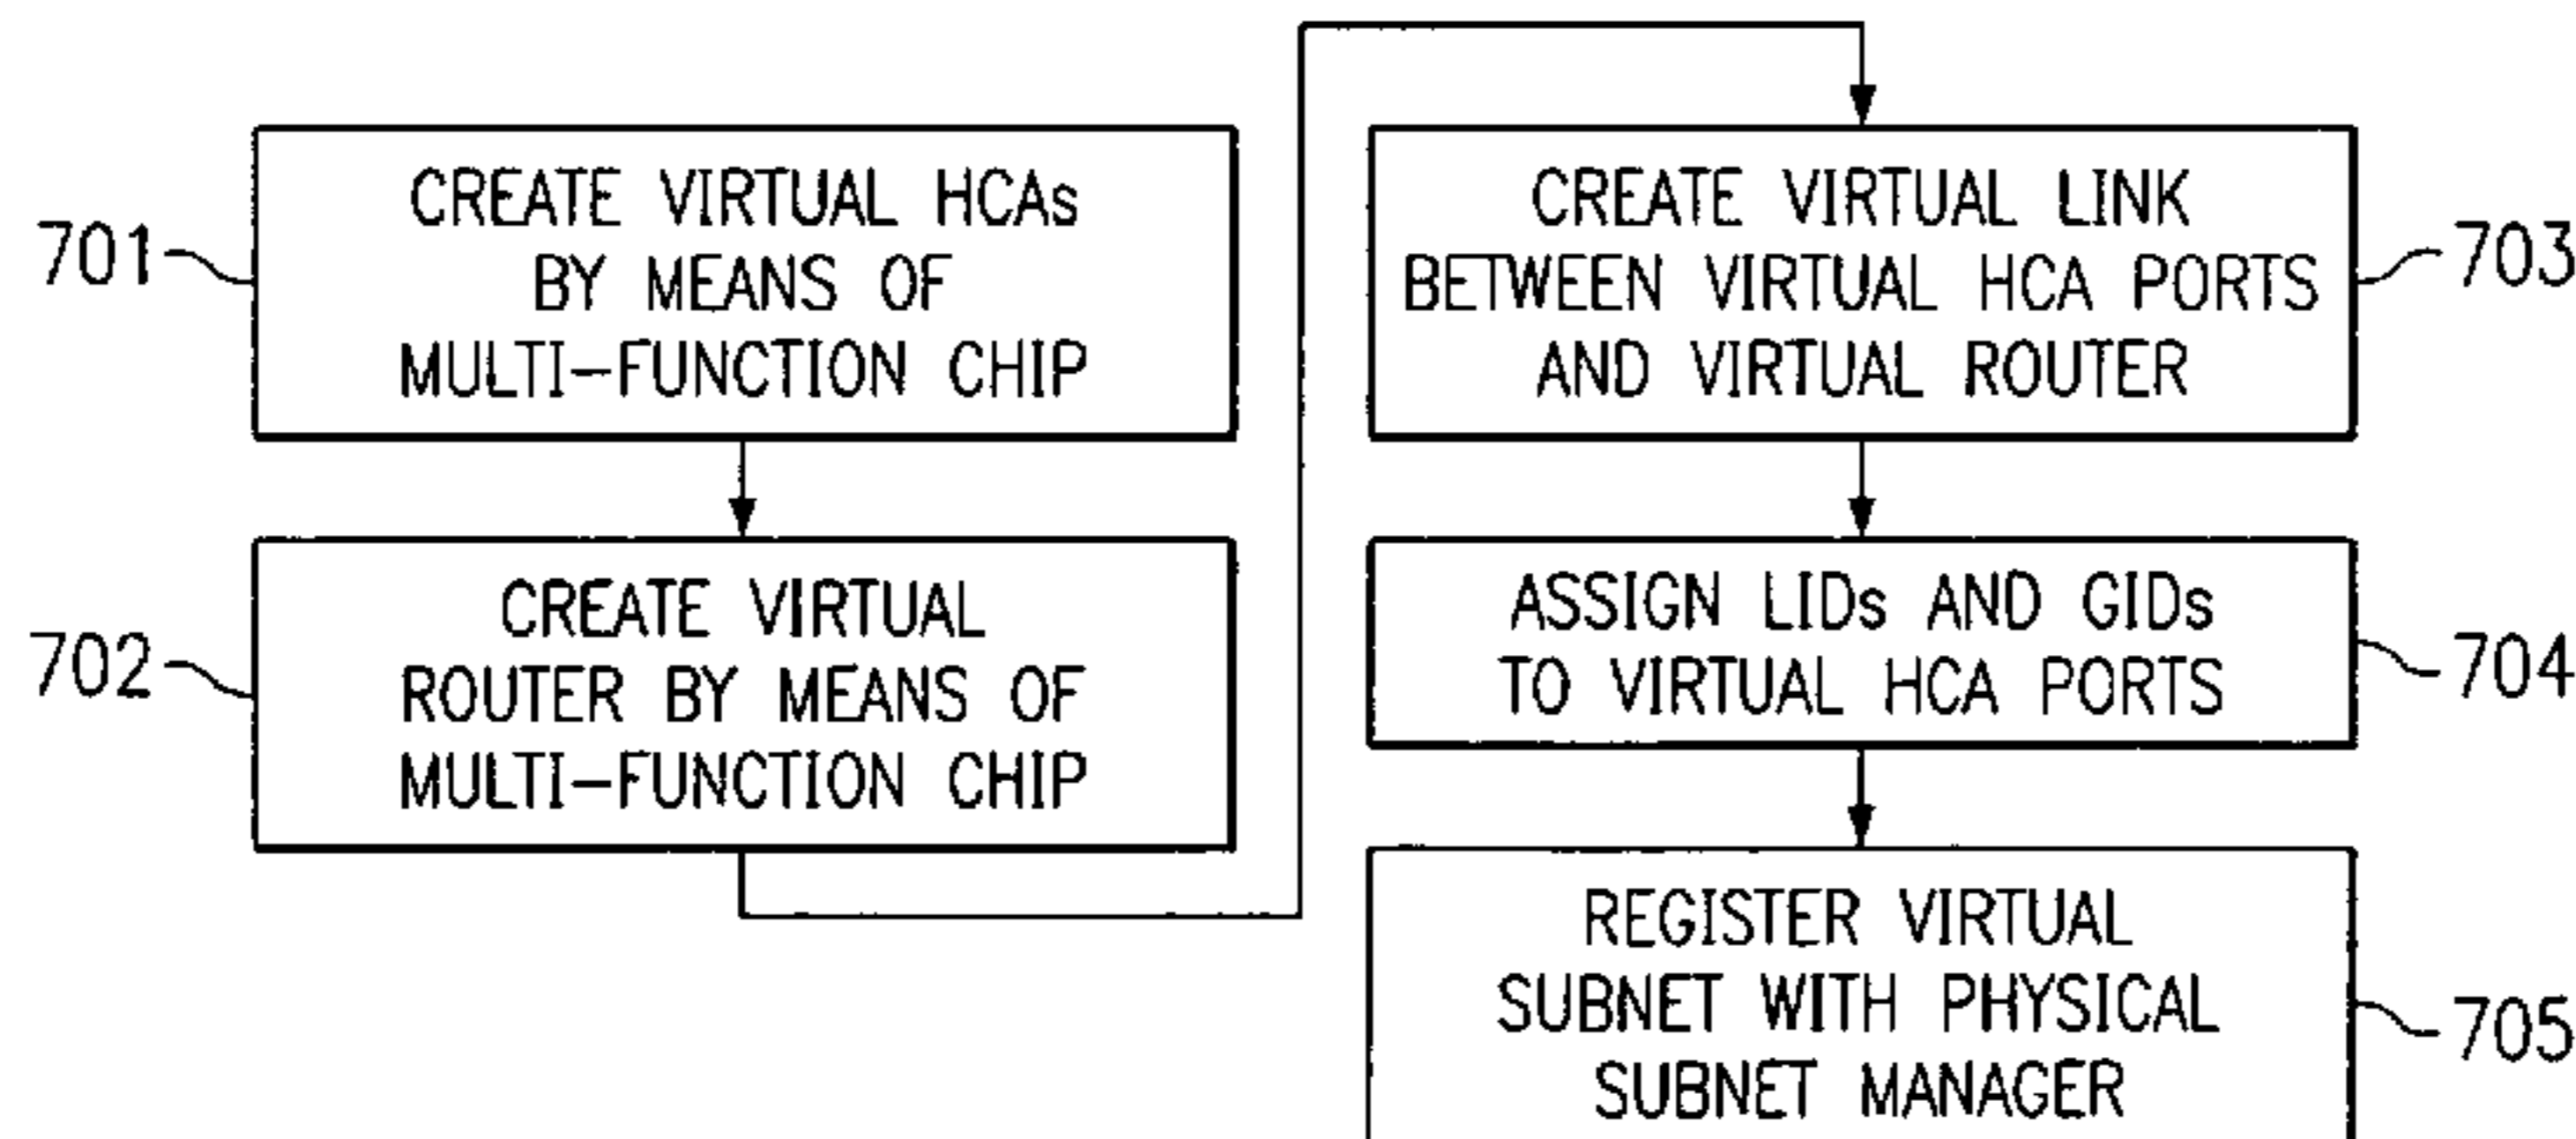 701
CREATE VIRTUAL HCAs
BY MEANS OF
MULTI-FUNCTION CHIP
702
CREATE VIRTUAL
ROUTER BY MEANS OF
MULTI-FUNCTION CHIP
CREATE VIRTUAL LINK
BETWEEN VIRTUAL HCA PORTS
AND VIRTUAL ROUTER
703
ASSIGN LIDs AND GIDs
TO VIRTUAL HCA PORTS
704
REGISTER VIRTUAL
SUBNET WITH PHYSICAL
SUBNET MANAGER
705